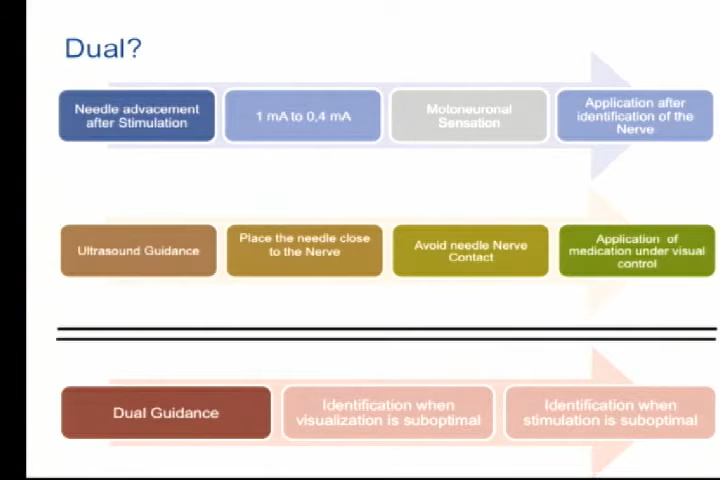 Dual?
Needle advacement
after Stimulation
1 mA to 0,4 mA
Motoneuronal
Sensation
Application after
identification of the
Nerve
Ultrasound Guidance
Place the needle close
to the Nerve
Avoid needle Nerve
Contact
Application of
medication under visual
control
Dual Guidance
Identification when
visualization is suboptimal
Identification when
stimulation is suboptimal